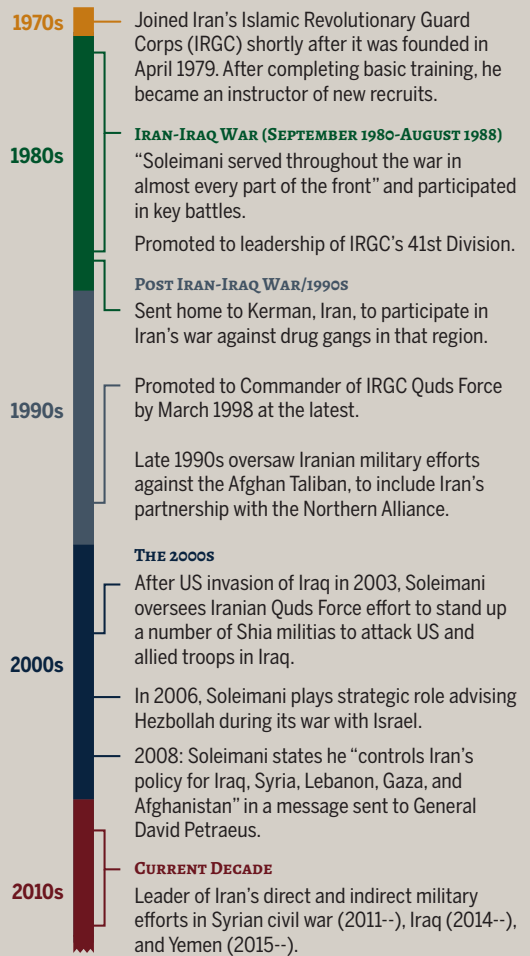 1970s
Joined Iran's Islamic Revolutionary Guard
Corps (IRGC) shortly after it was founded in
April 1979. After completing basic training, he
became an instructor of new recruits.
1980s
Iran-Iraq War (September 1980-August 1988)
“Soleimani served throughout the war in
almost every part of the front” and participated
in key battles.
Promoted to leadership of IRGC's 41st Division.
Post Iran-Iraq War/1990s
Sent home to Kerman, Iran, to participate in
Iran's war against drug gangs in that region.
1990s
Promoted to Commander of IRGC Quds Force
by March 1998 at the latest.
Late 1990s oversaw Iranian military efforts
against the Afghan Taliban, to include Iran's
partnership with the Northern Alliance.
The 2000s
After US invasion of Iraq in 2003, Soleimani
oversees Iranian Quds Force effort to stand up
a number of Shia militias to attack US and
allied troops in Iraq.
2000s
In 2006, Soleimani plays strategic role advising
Hezbollah during its war with Israel.
2008: Soleimani states he “controls Iran's
policy for Iraq, Syria, Lebanon, Gaza, and
Afghanistan” in a message sent to General
David Petraeus.
Current Decade
2010s
Leader of Iran's direct and indirect military
efforts in Syrian civil war (2011--), Iraq (2014--),
and Yemen (2015--).